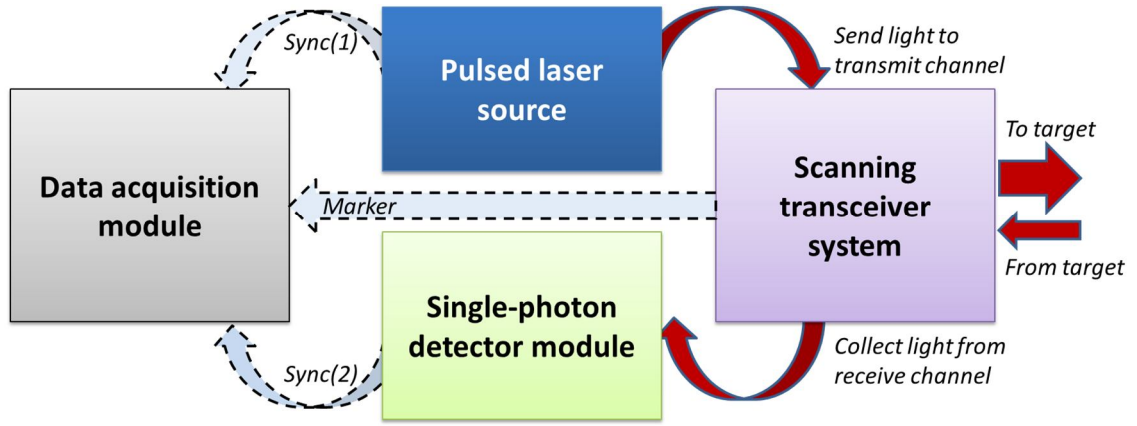 Sync(1)
Pulsed laser
source
Send light to
transmit channel
Data acquisition
module
Marker
Scanning
transceiver
system
To target
From target
Single-photon
detector module
Sync(2)
Collect light from
receive channel